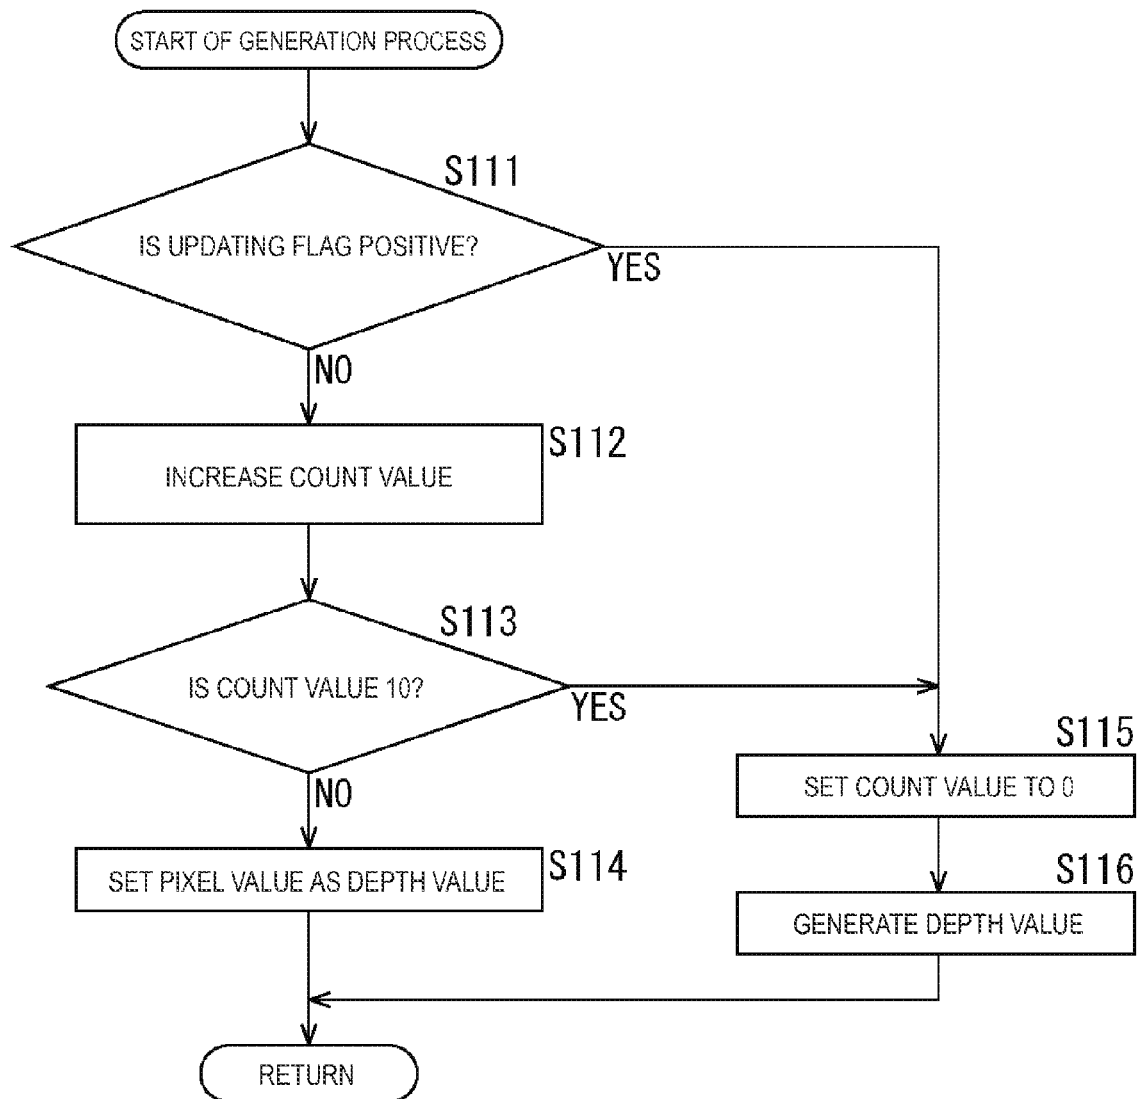 START OF GENERATION PROCESS
S111
IS UPDATING FLAG POSITIVE?
YES
NO
S112
INCREASE COUNT VALUE
S113
IS COUNT VALUE 10?
YES
NO
S114
SET PIXEL VALUE AS DEPTH VALUE
S115
SET COUNT VALUE TO 0
S116
GENERATE DEPTH VALUE
RETURN